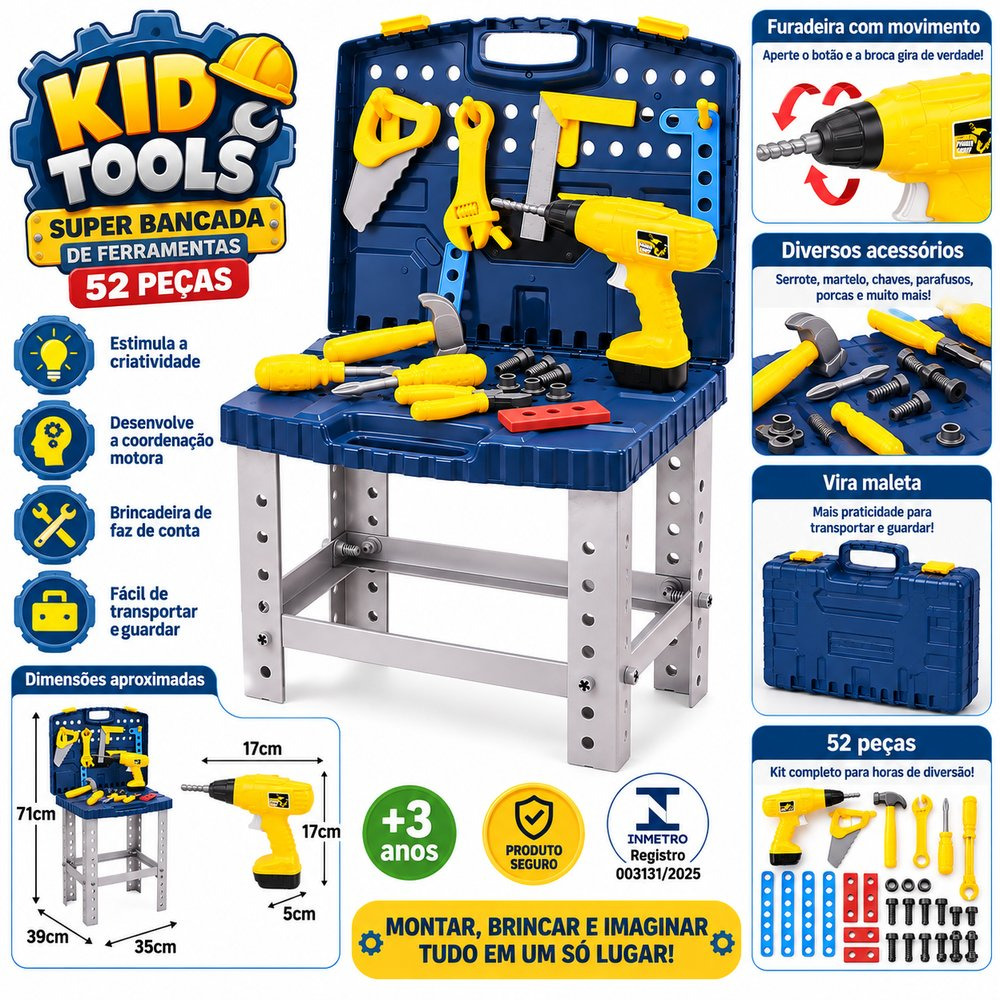 KID
TOOLS
SUPER BANCADA
DE FERRAMENTAS
52 PEÇAS
Estimula a
criatividade
Desenvolve
a coordenação
motora
Brincadeira de
faz de conta
Fácil de
transportar
e guardar
Dimensões aproximadas
71cm
39cm
35cm
17cm
17cm
5cm
+3
anos
PRODUTO
SEGURO
INMETRO
Registro
003131/2025
MONTAR, BRINCAR E IMAGINAR
TUDO EM UM SÓ LUGAR!
Furadeira com movimento
Aperte o botão e a broca gira de verdade!
Diversos acessórios
Serrote, martelo, chaves, parafusos,
porcas e muito mais!
Vira maleta
Mais praticidade para
transportar e guardar!
52 peças
Kit completo para horas de diversão!